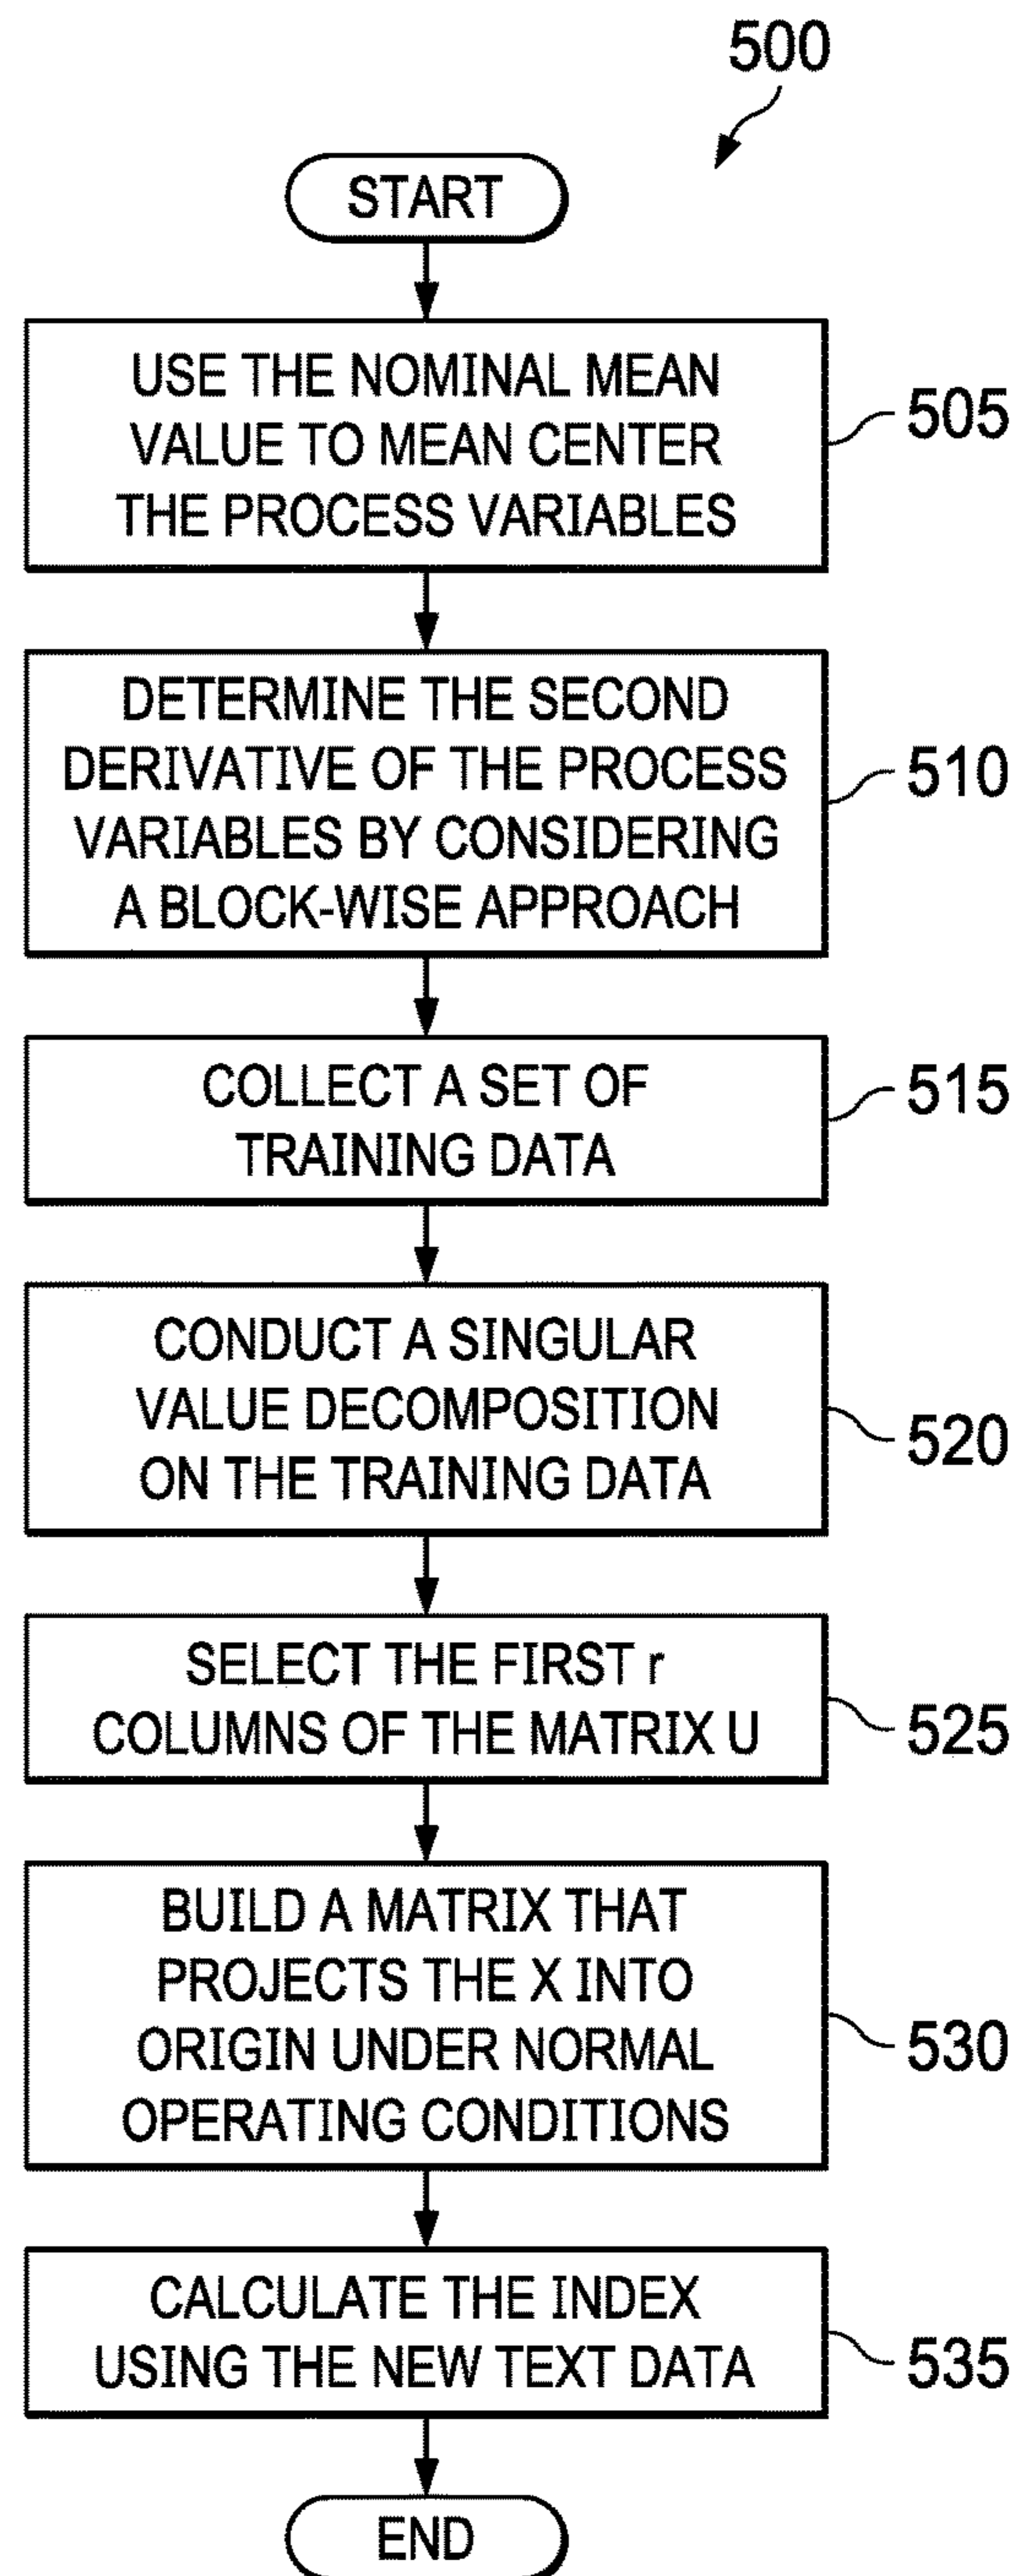 500
START
USE THE NOMINAL MEAN
VALUE TO MEAN CENTER
THE PROCESS VARIABLES
505
DETERMINE THE SECOND
DERIVATIVE OF THE PROCESS
VARIABLES BY CONSIDERING
A BLOCK-WISE APPROACH
510
COLLECT A SET OF
TRAINING DATA
515
CONDUCT A SINGULAR
VALUE DECOMPOSITION
ON THE TRAINING DATA
520
SELECT THE FIRST r
COLUMNS OF THE MATRIX U
525
BUILD A MATRIX THAT
PROJECTS THE X INTO
ORIGIN UNDER NORMAL
OPERATING CONDITIONS
530
CALCULATE THE INDEX
USING THE NEW TEXT DATA
535
END